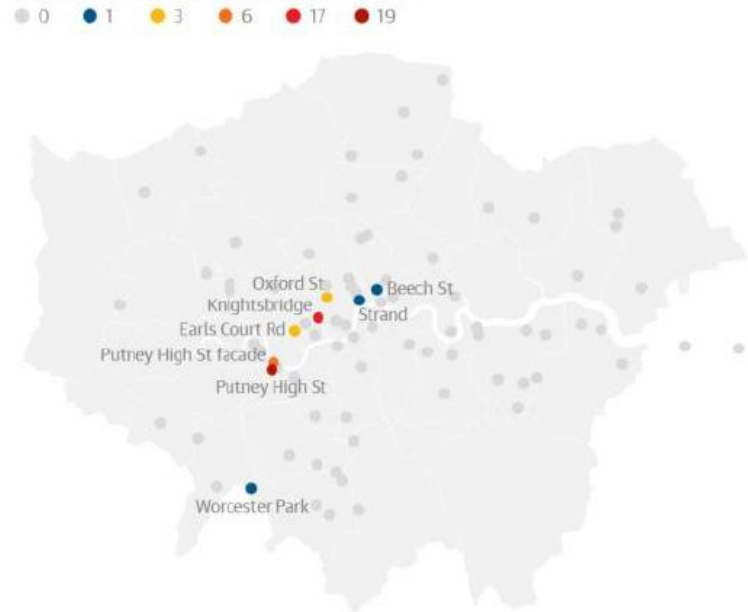 0 1 3 6 17 19
Oxford St
Beech St
Knightsbridge
Strand
Earls Court Rd
Putney High St facade
Putney High St
Worcester Park